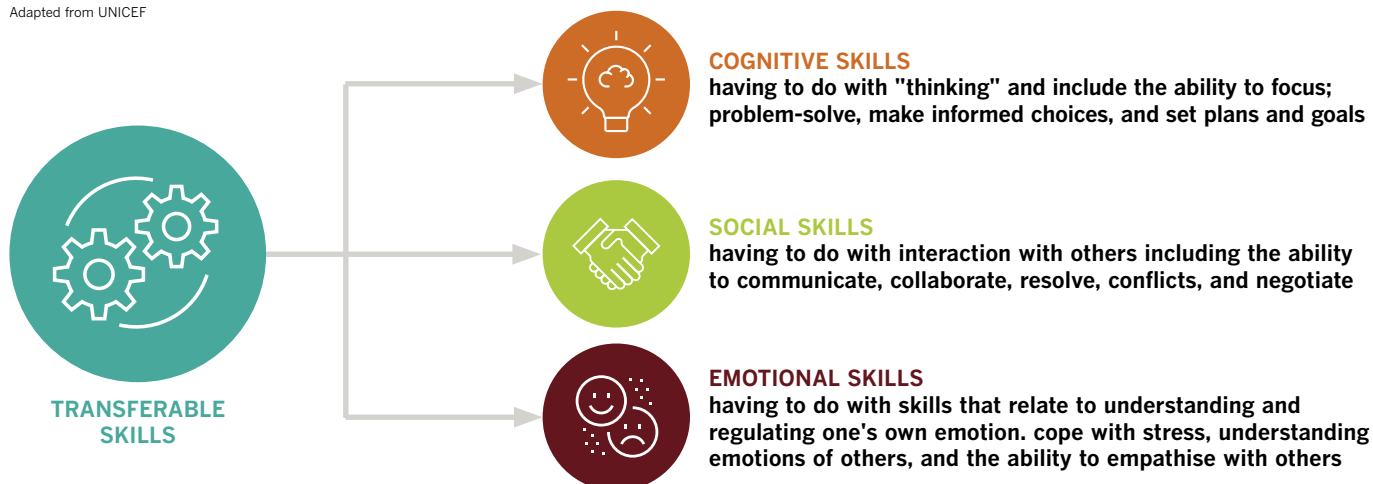 Adapted from UNICEF
COGNITIVE SKILLS
having to do with "thinking" and include the ability to focus;
problem-solve, make informed choices, and set plans and goals
SOCIAL SKILLS
having to do with interaction with others including the ability
to communicate, collaborate, resolve, conflicts, and negotiate
EMOTIONAL SKILLS
having to do with skills that relate to understanding and
regulating one's own emotion. cope with stress, understanding
emotions of others, and the ability to empathise with others
TRANSFERABLE
SKILLS